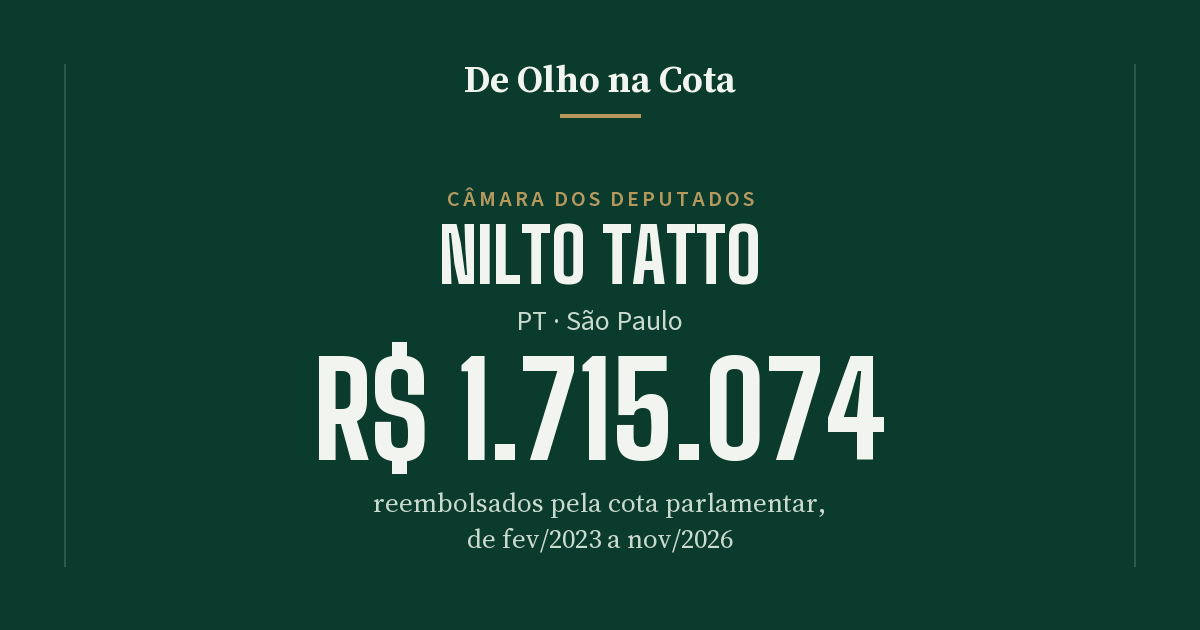 De Olho na Cota
CÂMARA DOS DEPUTADOS
NILTO TATTO
PT · São Paulo
R$ 1.715.074
reembolsados pela cota parlamentar,
de fev/2023 a nov/2026